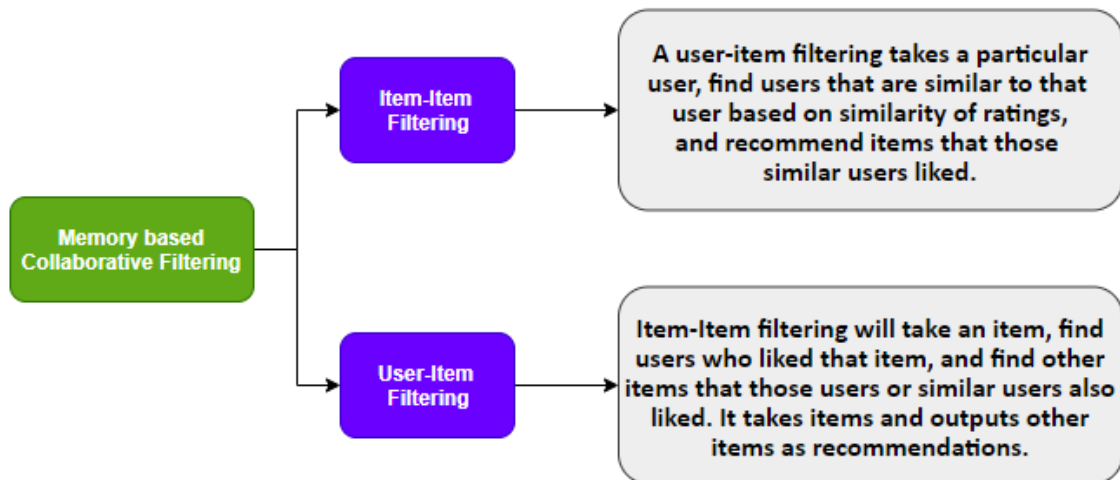 A user-item filtering takes a particular
user, find users that are similar to that
user based on similarity of ratings,
and recommend items that those
similar users liked.
Item-Item
Filtering
Memory based
Collaborative Filtering
User-Item
Filtering
Item-Item filtering will take an item, find
users who liked that item, and find other
items that those users or similar users also
liked. It takes items and outputs other
items as recommendations.